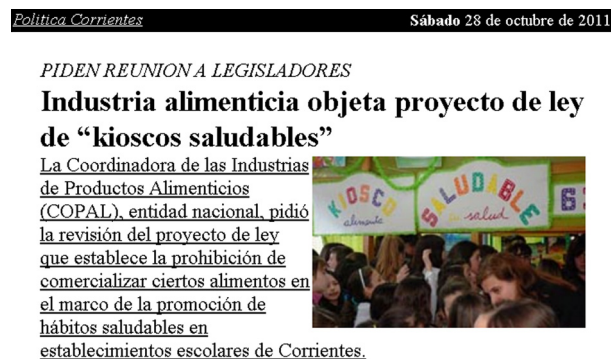 Politica Corrientes Sábado 28 de octubre de 2011
PIDEN REUNION A LEGISLADORES
Industria alimenticia objeta proyecto de ley
de “kioscos saludables”
La Coordinadora de las Industrias
de Productos Alimenticios
(COPAL), entidad nacional, pidió
la revisión del proyecto de ley
que establece la prohibición de
comercializar ciertos alimentos en
el marco de la promoción de
hábitos saludables en
establecimientos escolares de Corrientes.
KIOSCO
SALUDABLE
alimenta
salud